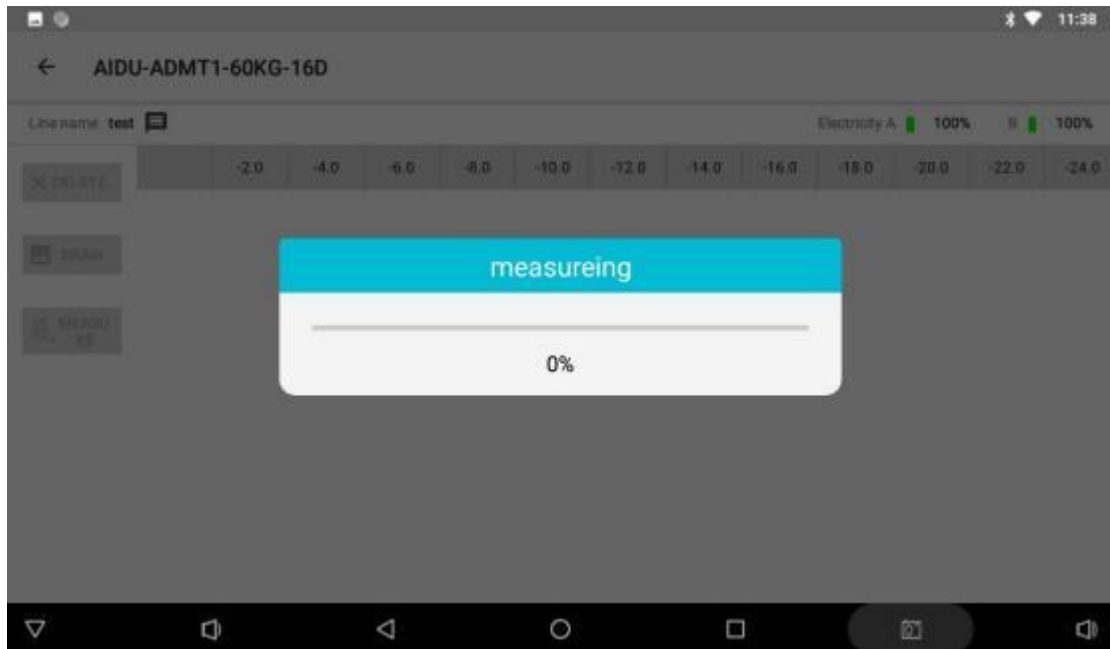 11:38
AIDU-ADMT1-60KG-16D
Line name test Electricity A 100% B 100%
DELETE -2.0 -4.0 -6.0 -8.0 -10.0 -12.0 -14.0 -16.0 -18.0 -20.0 -22.0 -24.0
measureing
0%